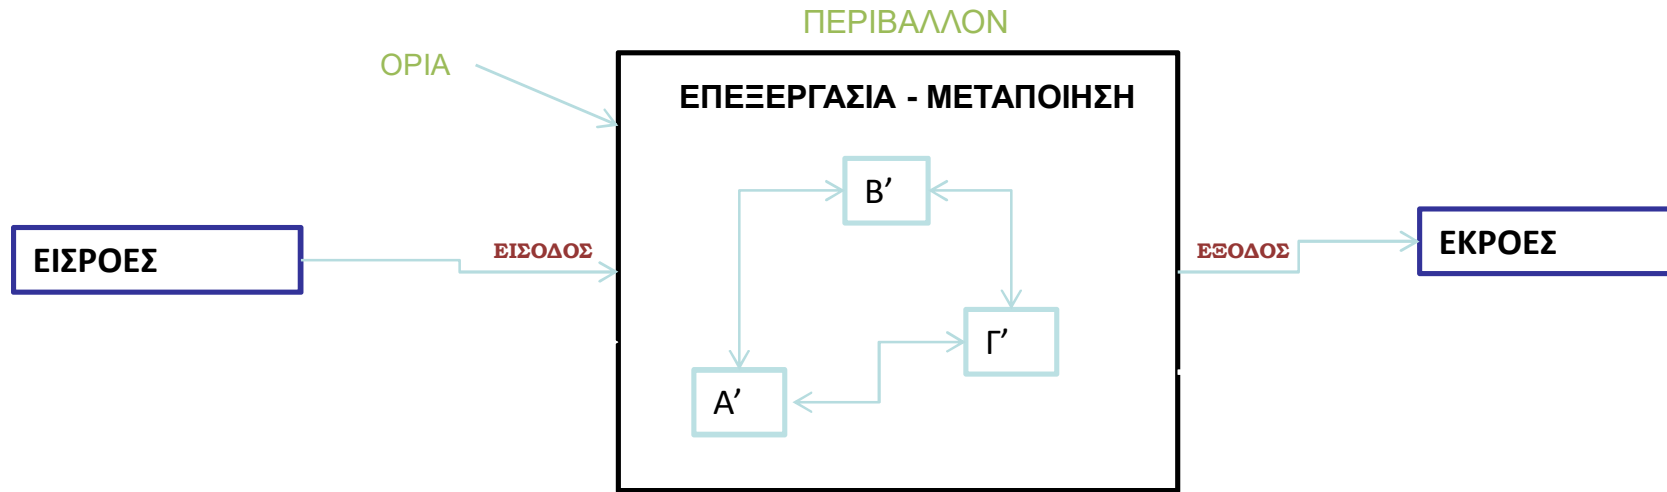 ΠΕΡΙΒΑΛΛΟΝ
ΟΡΙΑ
ΕΠΕΞΕΡΓΑΣΙΑ - ΜΕΤΑΠΟΙΗΣΗ
Β’
ΕΙΣΡΟΕΣ
ΕΙΣΟΔΟΣ
ΕΞΟΔΟΣ
ΕΚΡΟΕΣ
Γ’
Α’